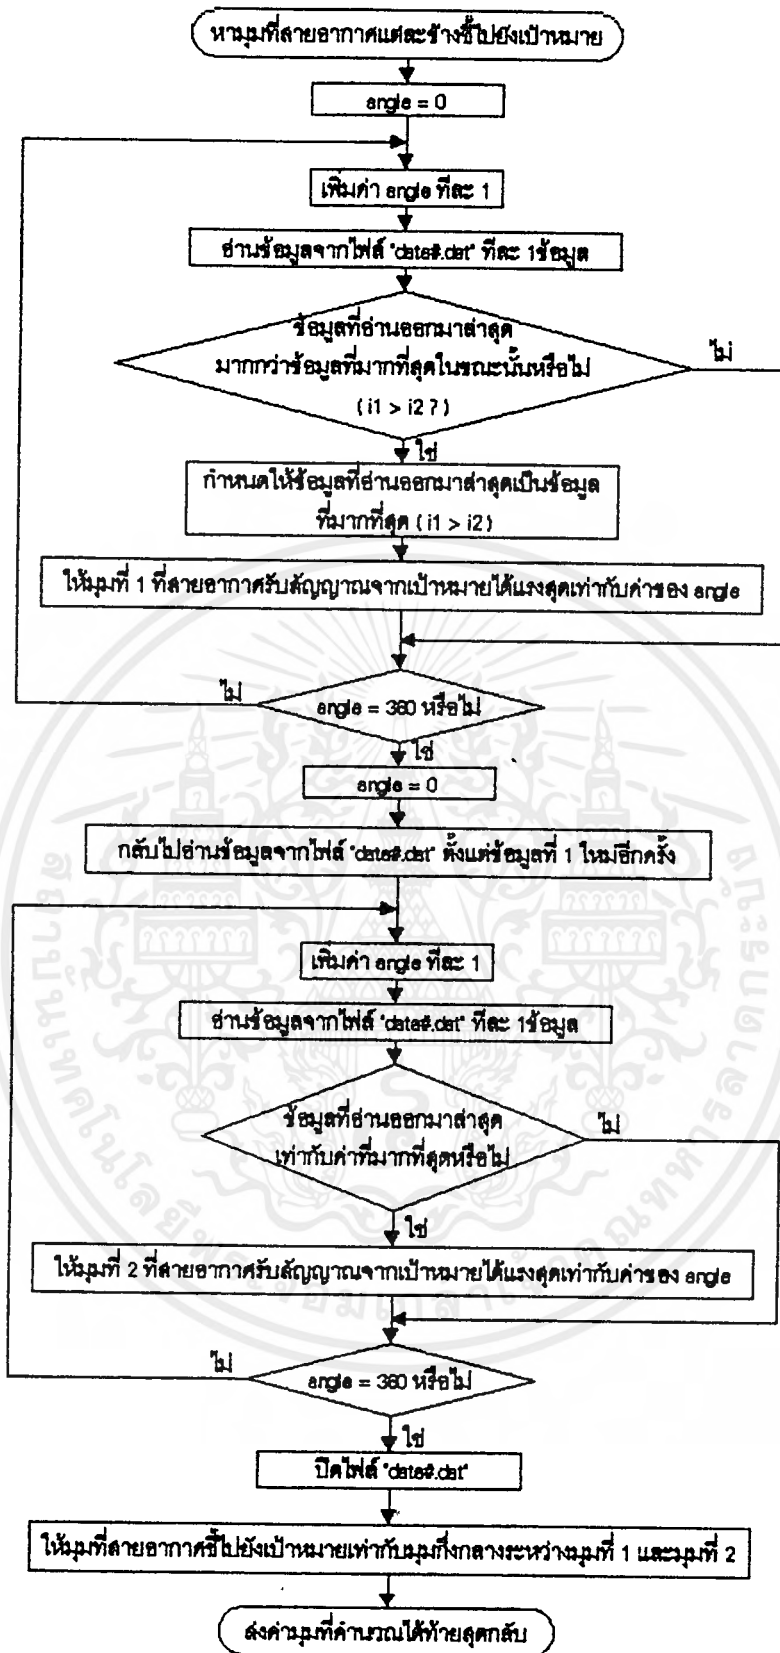 หามุมที่สายอากาศแต่ละข้างชี้ไปยังเป้าหมาย
angle = 0
เพิ่มค่า angle ทีละ 1
อ่านข้อมูลจากไฟล์ "data#.dat" ทีละ 1ข้อมูล
ข้อมูลที่อ่านออกมาล่าสุด
มากกว่าข้อมูลที่มากที่สุดในขณะนั้นหรือไม่
( i1 > i2 ? )
ไม่
ใช่
กำหนดให้ข้อมูลที่อ่านออกมาล่าสุดเป็นข้อมูล
ที่มากที่สุด ( i1 > i2 )
ให้มุมที่ 1 ที่สายอากาศรับสัญญาณจากเป้าหมายได้แรงสุดเท่ากับค่าของ angle
ไม่
angle = 360 หรือไม่
ใช่
angle = 0
กลับไปอ่านข้อมูลจากไฟล์ "data#.dat" ตั้งแต่ข้อมูลที่ 1 ใหม่อีกครั้ง
เพิ่มค่า angle ทีละ 1
อ่านข้อมูลจากไฟล์ "data#.dat" ทีละ 1ข้อมูล
ข้อมูลที่อ่านออกมาล่าสุด
เท่ากับค่าที่มากที่สุดหรือไม่
ไม่
ใช่
ให้มุมที่ 2 ที่สายอากาศรับสัญญาณจากเป้าหมายได้แรงสุดเท่ากับค่าของ angle
ไม่
angle = 360 หรือไม่
ใช่
ปิดไฟล์ "data#.dat"
ให้มุมที่สายอากาศชี้ไปยังเป้าหมายเท่ากับมุมกึ่งกลางระหว่างมุมที่ 1 และมุมที่ 2
ส่งค่ามุมที่คำนวณได้ท้ายสุดกลับ